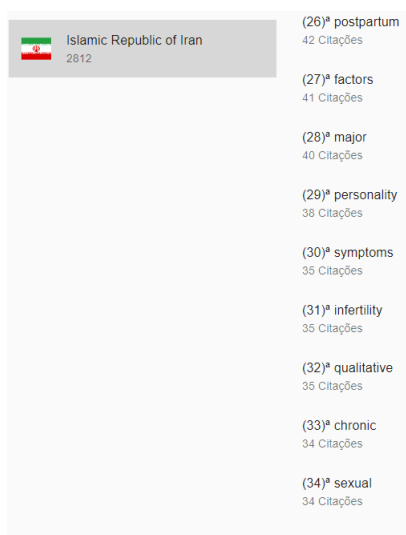 Islamic Republic of Iran
2812
(26)ª postpartum
42 Citações
(27)ª factors
41 Citações
(28)ª major
40 Citações
(29)ª personality
38 Citações
(30)ª symptoms
35 Citações
(31)ª infertility
35 Citações
(32)ª qualitative
35 Citações
(33)ª chronic
34 Citações
(34)ª sexual
34 Citações